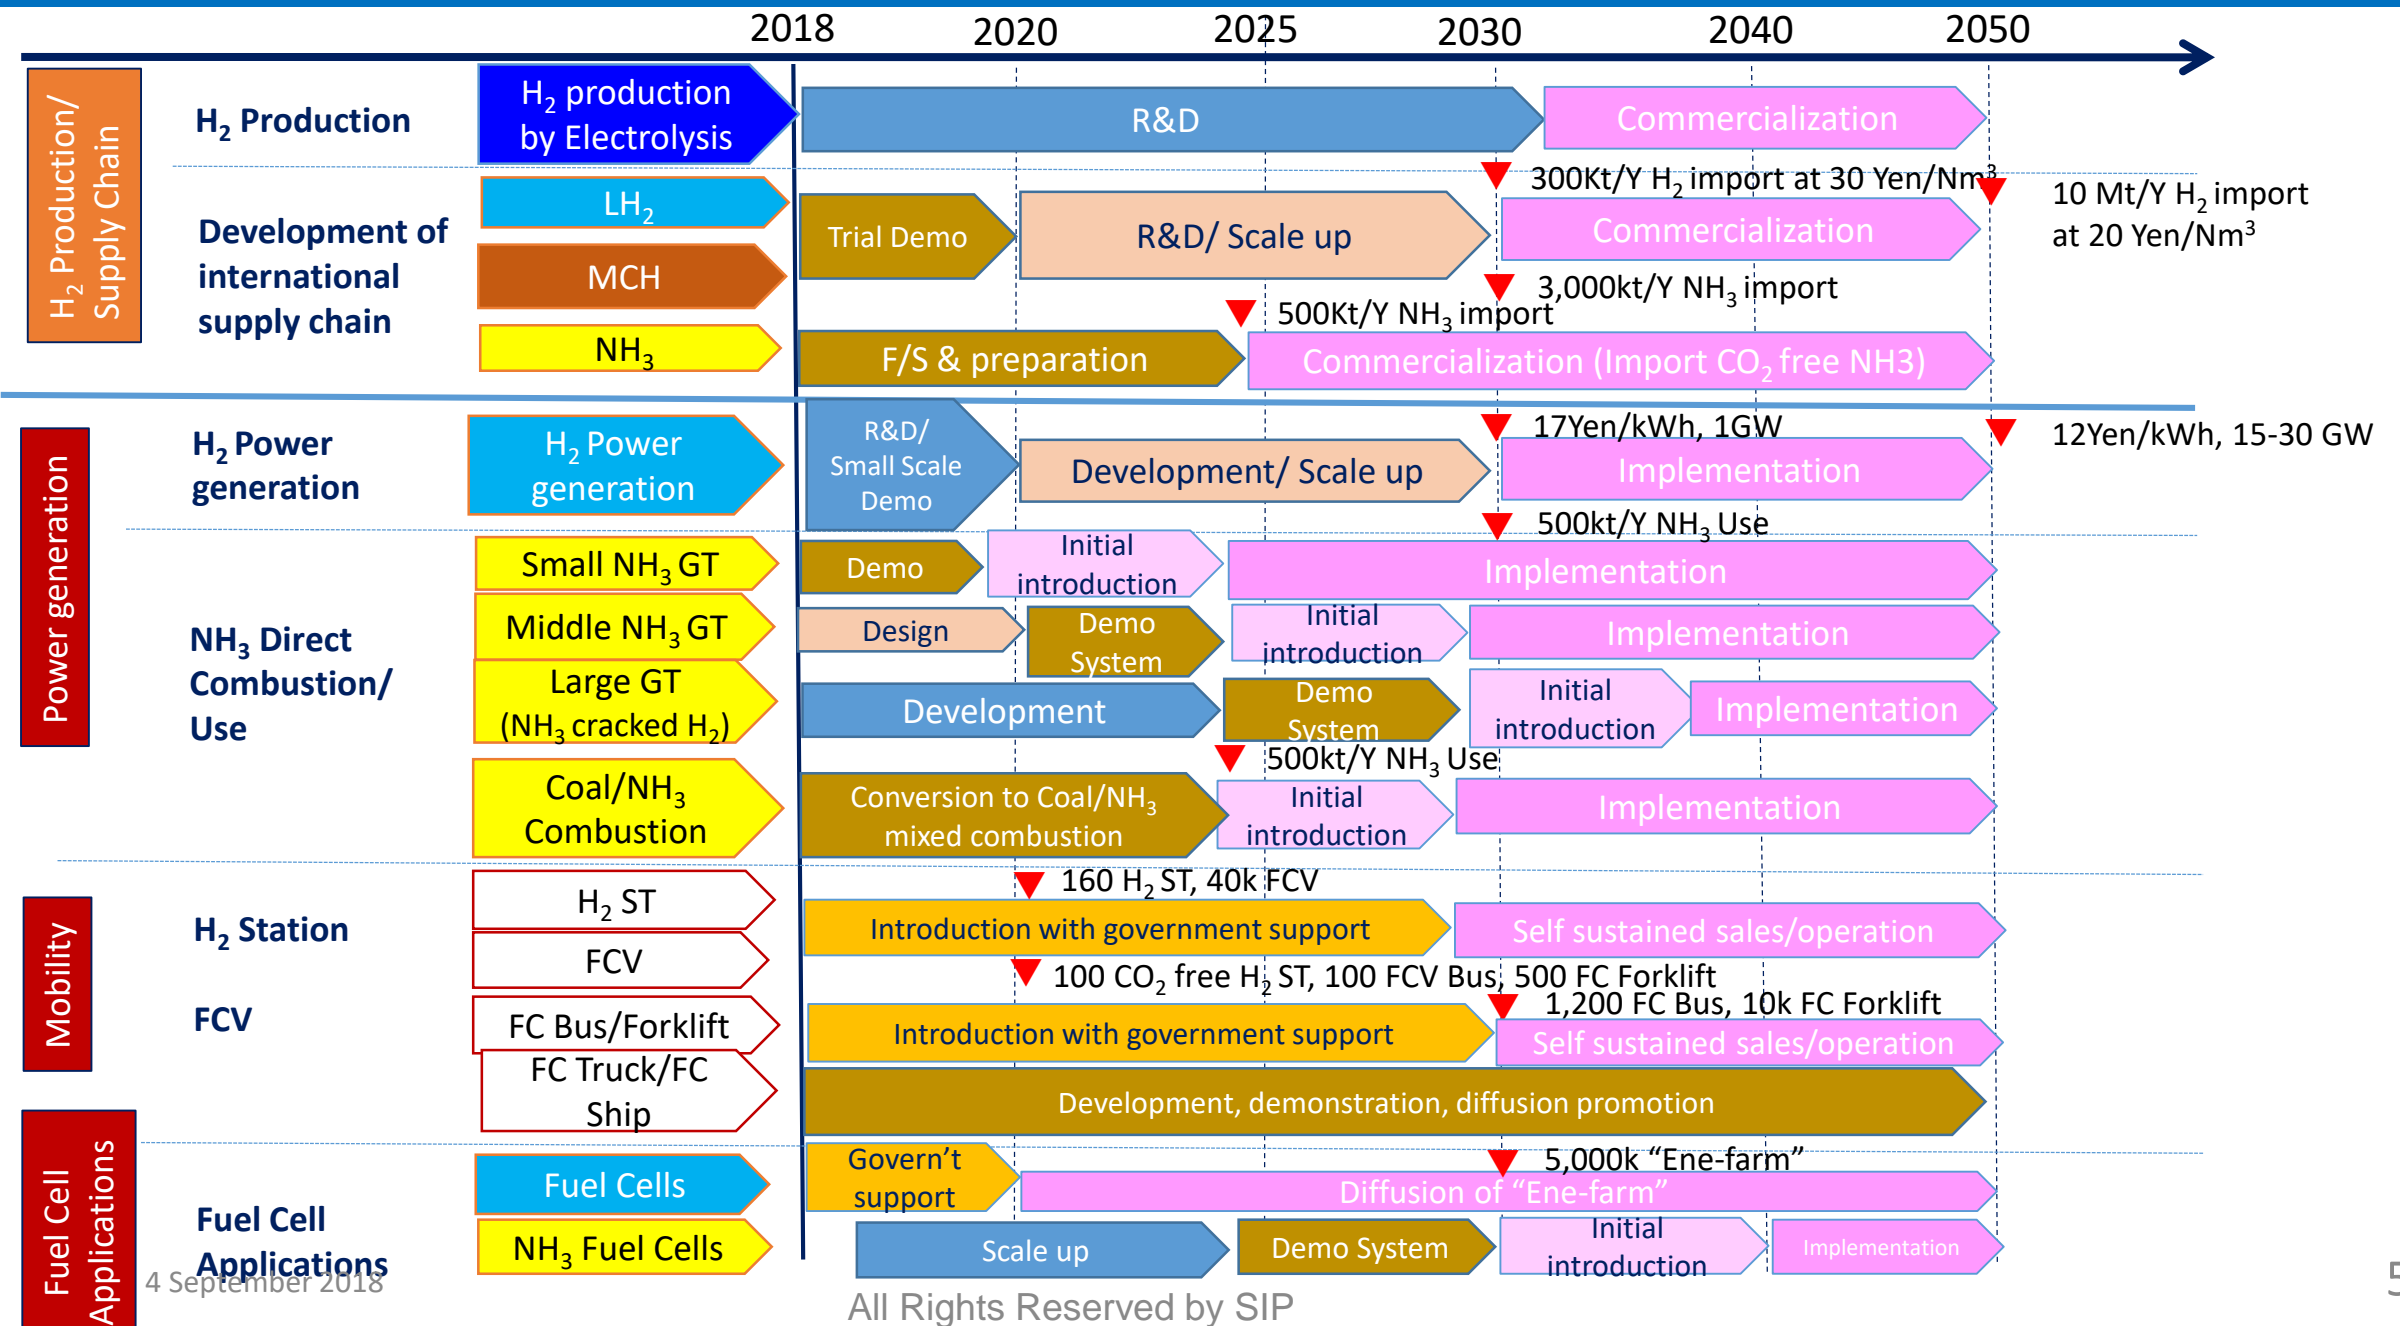 2018 2020 2025 2030 2040 2050
H₂ Production/
Supply Chain
H₂ Production
H₂ production
by Electrolysis
R&D
Commercialization
Development of
international
supply chain
LH₂
MCH
Trial Demo
R&D/ Scale up
300Kt/Y H₂ import at 30 Yen/Nm³
Commercialization
10 Mt/Y H₂ import
at 20 Yen/Nm³
3,000kt/Y NH₃ import
500Kt/Y NH₃ import
NH₃
F/S & preparation
Commercialization (Import CO₂ free NH3)
Power generation
H₂ Power
generation
H₂ Power
generation
R&D/
Small Scale
Demo
Development/ Scale up
17Yen/kWh, 1GW
Implementation
12Yen/kWh, 15-30 GW
NH₃ Direct
Combustion/
Use
500kt/Y NH₃ Use
Small NH₃ GT
Demo
Initial
introduction
Implementation
Middle NH₃ GT
Design
Demo
System
Initial
introduction
Implementation
Large GT
(NH₃ cracked H₂)
Development
Demo
System
Initial
introduction
Implementation
500kt/Y NH₃ Use
Coal/NH₃
Combustion
Conversion to Coal/NH₃
mixed combustion
Initial
introduction
Implementation
Mobility
H₂ Station
FCV
160 H₂ ST, 40k FCV
H₂ ST
FCV
Introduction with government support
Self sustained sales/operation
100 CO₂ free H₂ ST, 100 FCV Bus, 500 FC Forklift
1,200 FC Bus, 10k FC Forklift
FC Bus/Forklift
Introduction with government support
Self sustained sales/operation
FC Truck/FC
Ship
Development, demonstration, diffusion promotion
Fuel Cell
Applications
Fuel Cell
Applications
Fuel Cells
Govern't
support
5,000k “Ene-farm”
Diffusion of “Ene-farm”
NH₃ Fuel Cells
Scale up
Demo System
Initial
introduction
Implementation
4 September 2018
All Rights Reserved by SIP
5